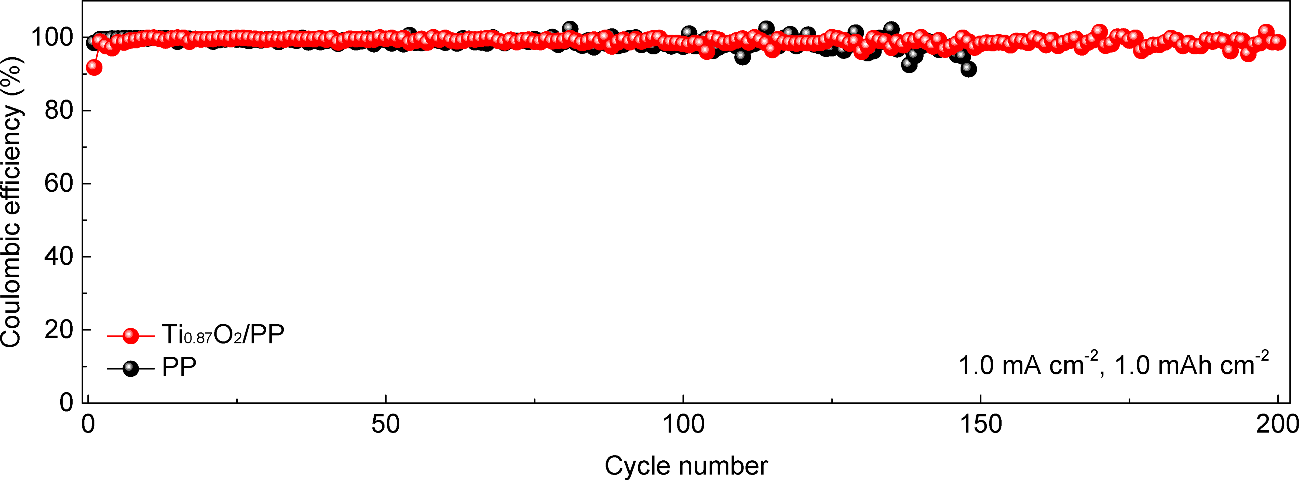 Coulombic efficiency (%)
100
80
60
40
20
0
Ti0.87O2/PP
PP
1.0 mA cm-2, 1.0 mAh cm-2
0 50 100 150 200
Cycle number